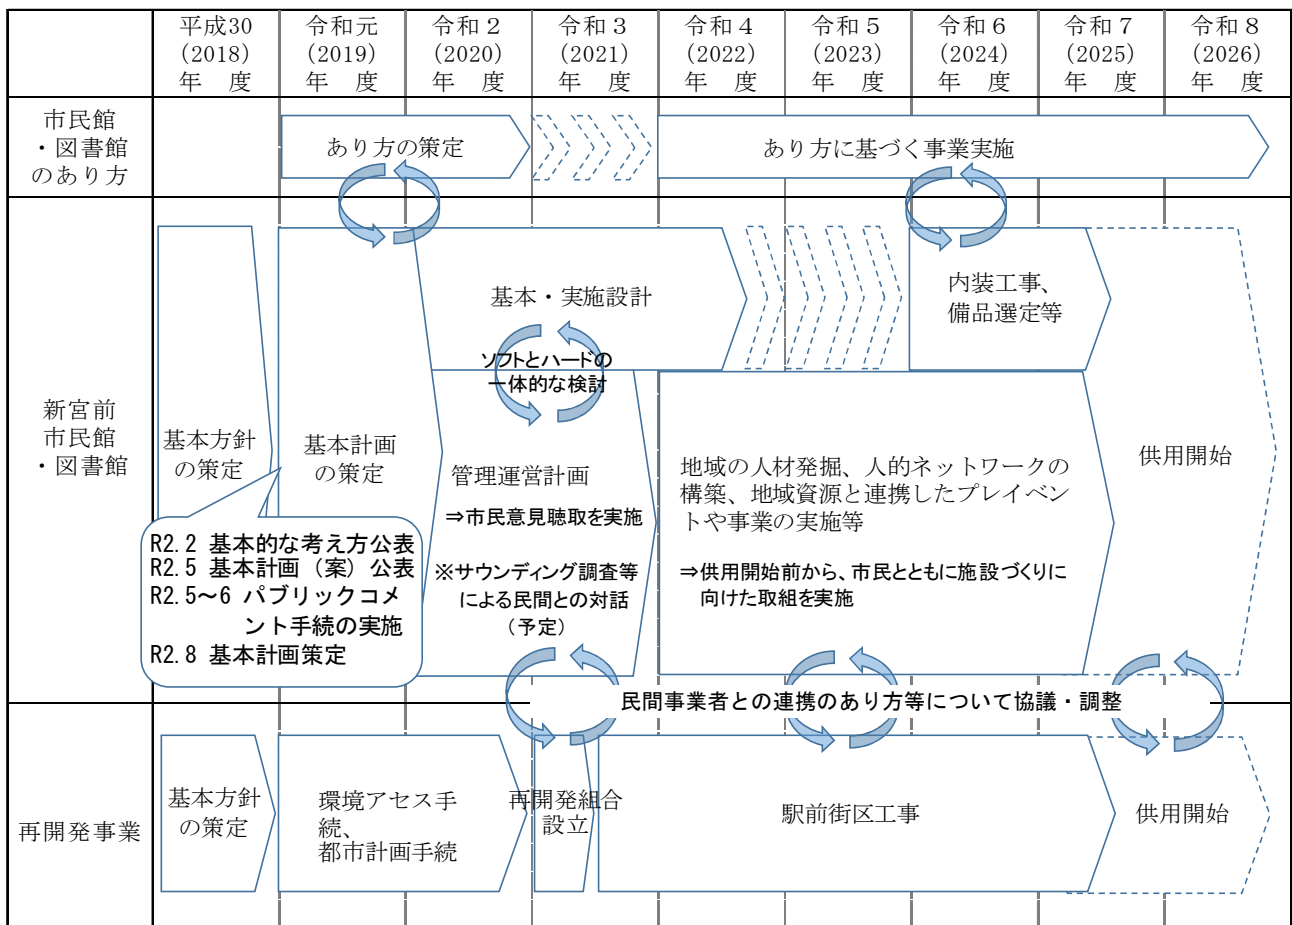 平成30
(2018)
年 度
令和元
(2019)
年 度
令和２
(2020)
年 度
令和３
(2021)
年 度
令和４
(2022)
年 度
令和５
(2023)
年 度
令和６
(2024)
年 度
令和７
(2025)
年 度
令和８
(2026)
年 度
市民館
・図書館
のあり方
あり方の策定
あり方に基づく事業実施
新宮前
市民館
・図書館
基本方針
の策定
基本計画
の策定
基本・実施設計
ソフトとハードの
一体的な検討
管理運営計画
⇒市民意見聴取を実施
※サウンディング調査等
による民間との対話
（予定）
内装工事、
備品選定等
地域の人材発掘、人的ネットワークの
構築、地域資源と連携したプレイベン
トや事業の実施等
⇒供用開始前から、市民とともに施設づくりに
向けた取組を実施
供用開始
R2.2 基本的な考え方公表
R2.5 基本計画（案）公表
R2.5～6 パブリックコメ
ント手続の実施
R2.8 基本計画策定
民間事業者との連携のあり方等について協議・調整
再開発事業
基本方針
の策定
環境アセス手
続、
都市計画手続
再開発組合
設立
駅前街区工事
供用開始